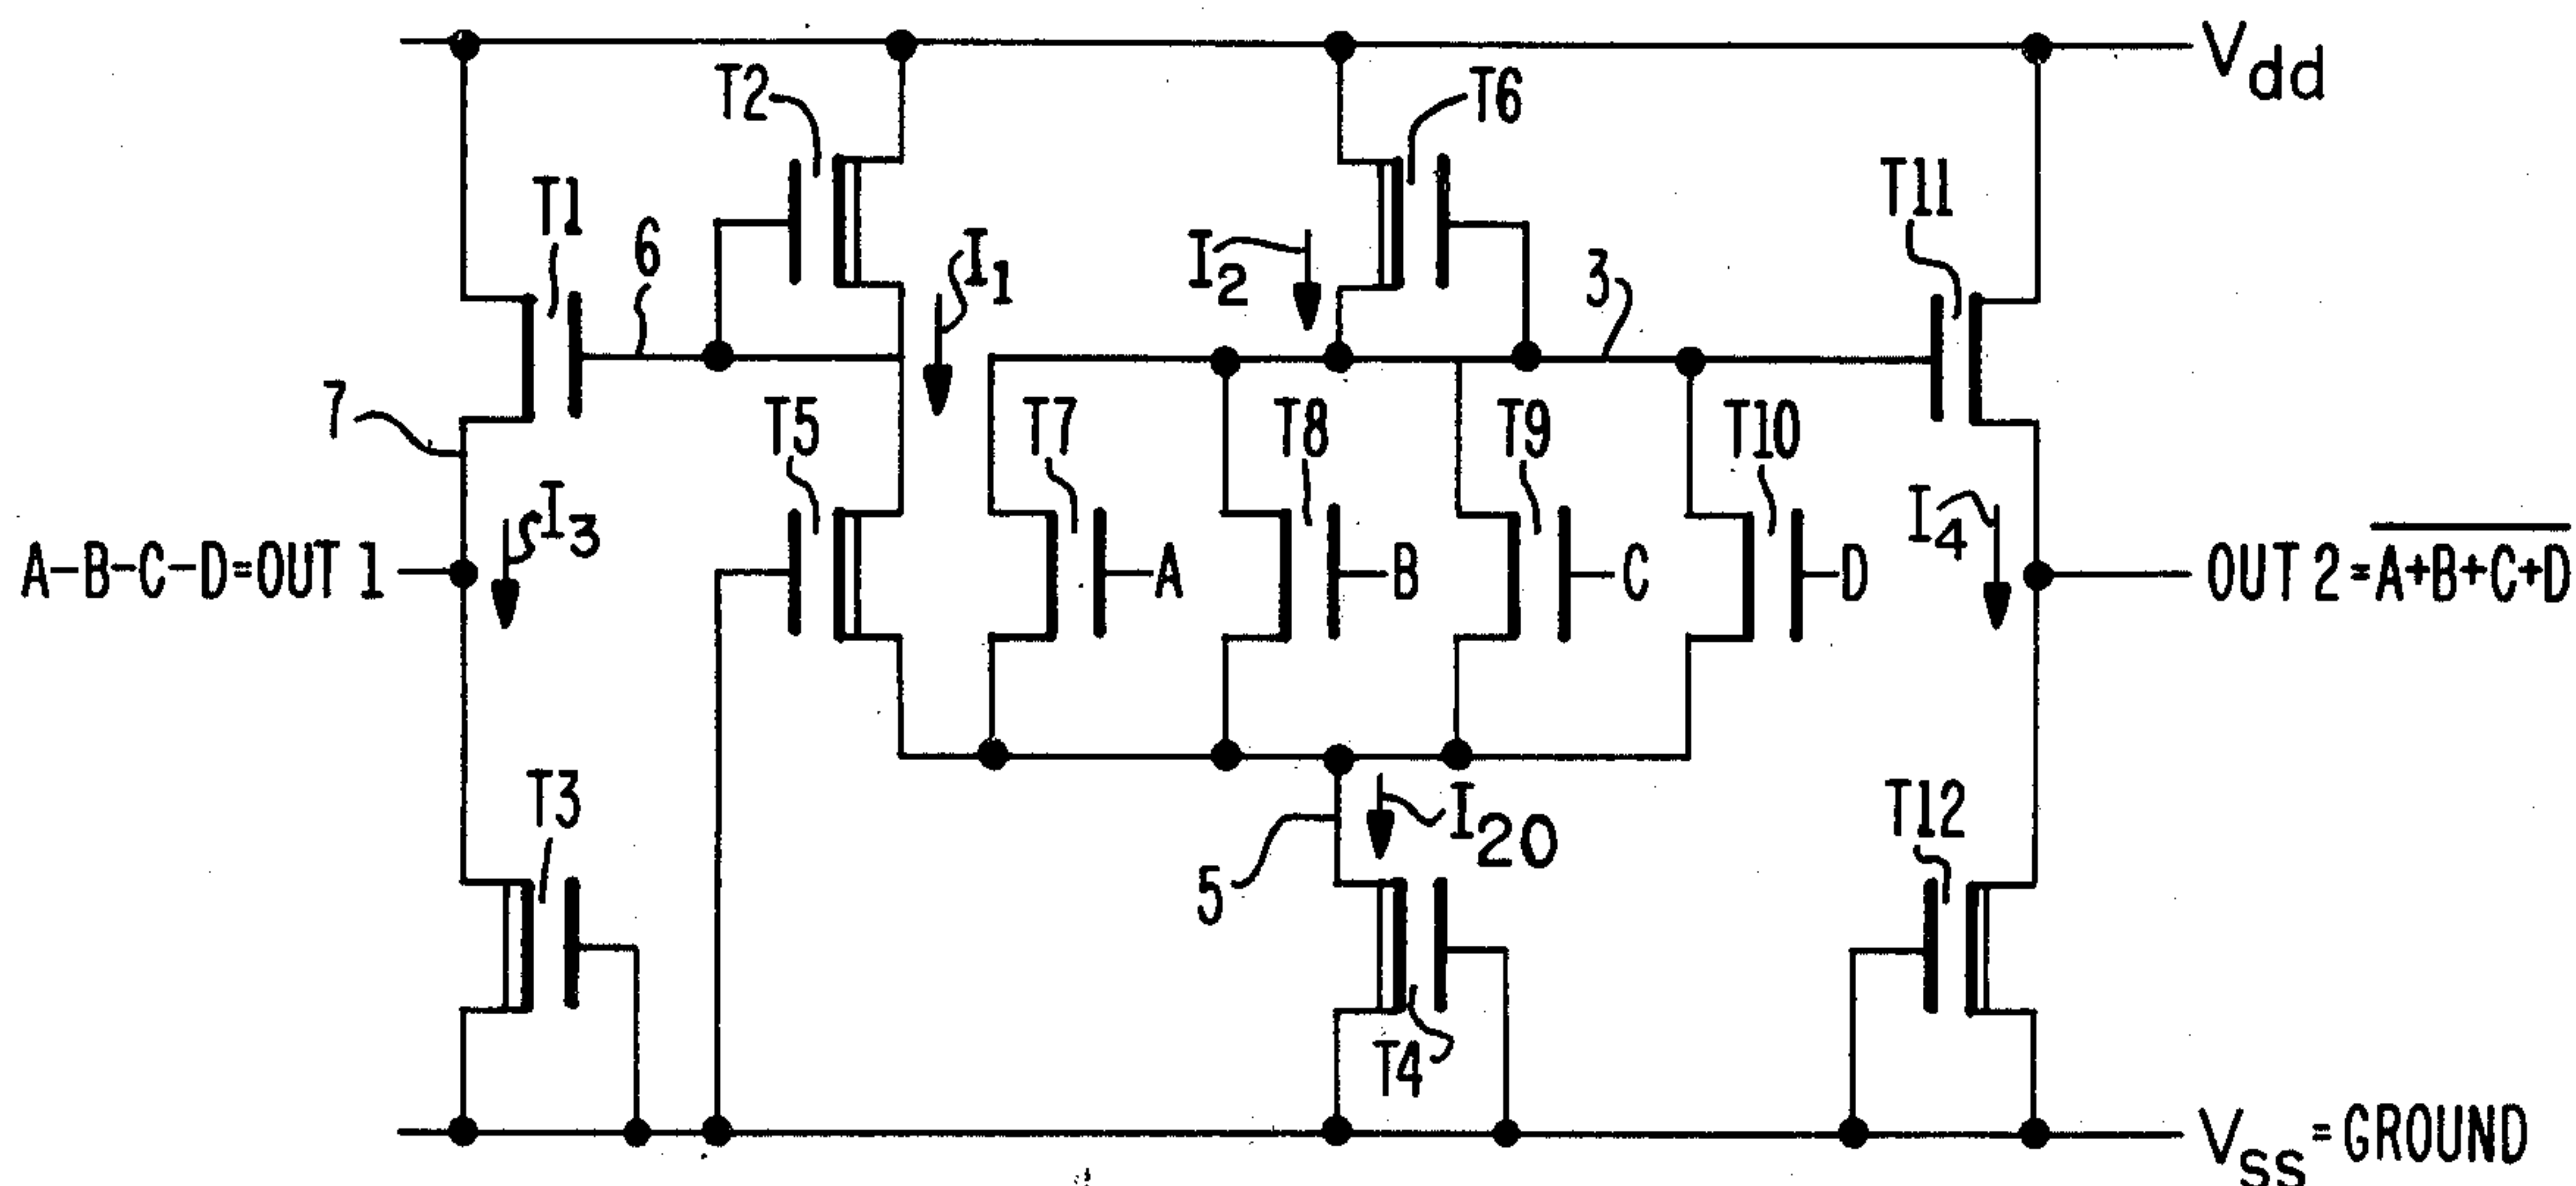 Vdd
T2
T6
T1
6
I1
I2
3
T11
7
T5
T7
T8
T9
T10
I3
I4
A-B-C-D=OUT 1
A
B
C
D
OUT 2=\overline{A+B+C+D}
T3
5
I20
T12
T4
Vss=GROUND